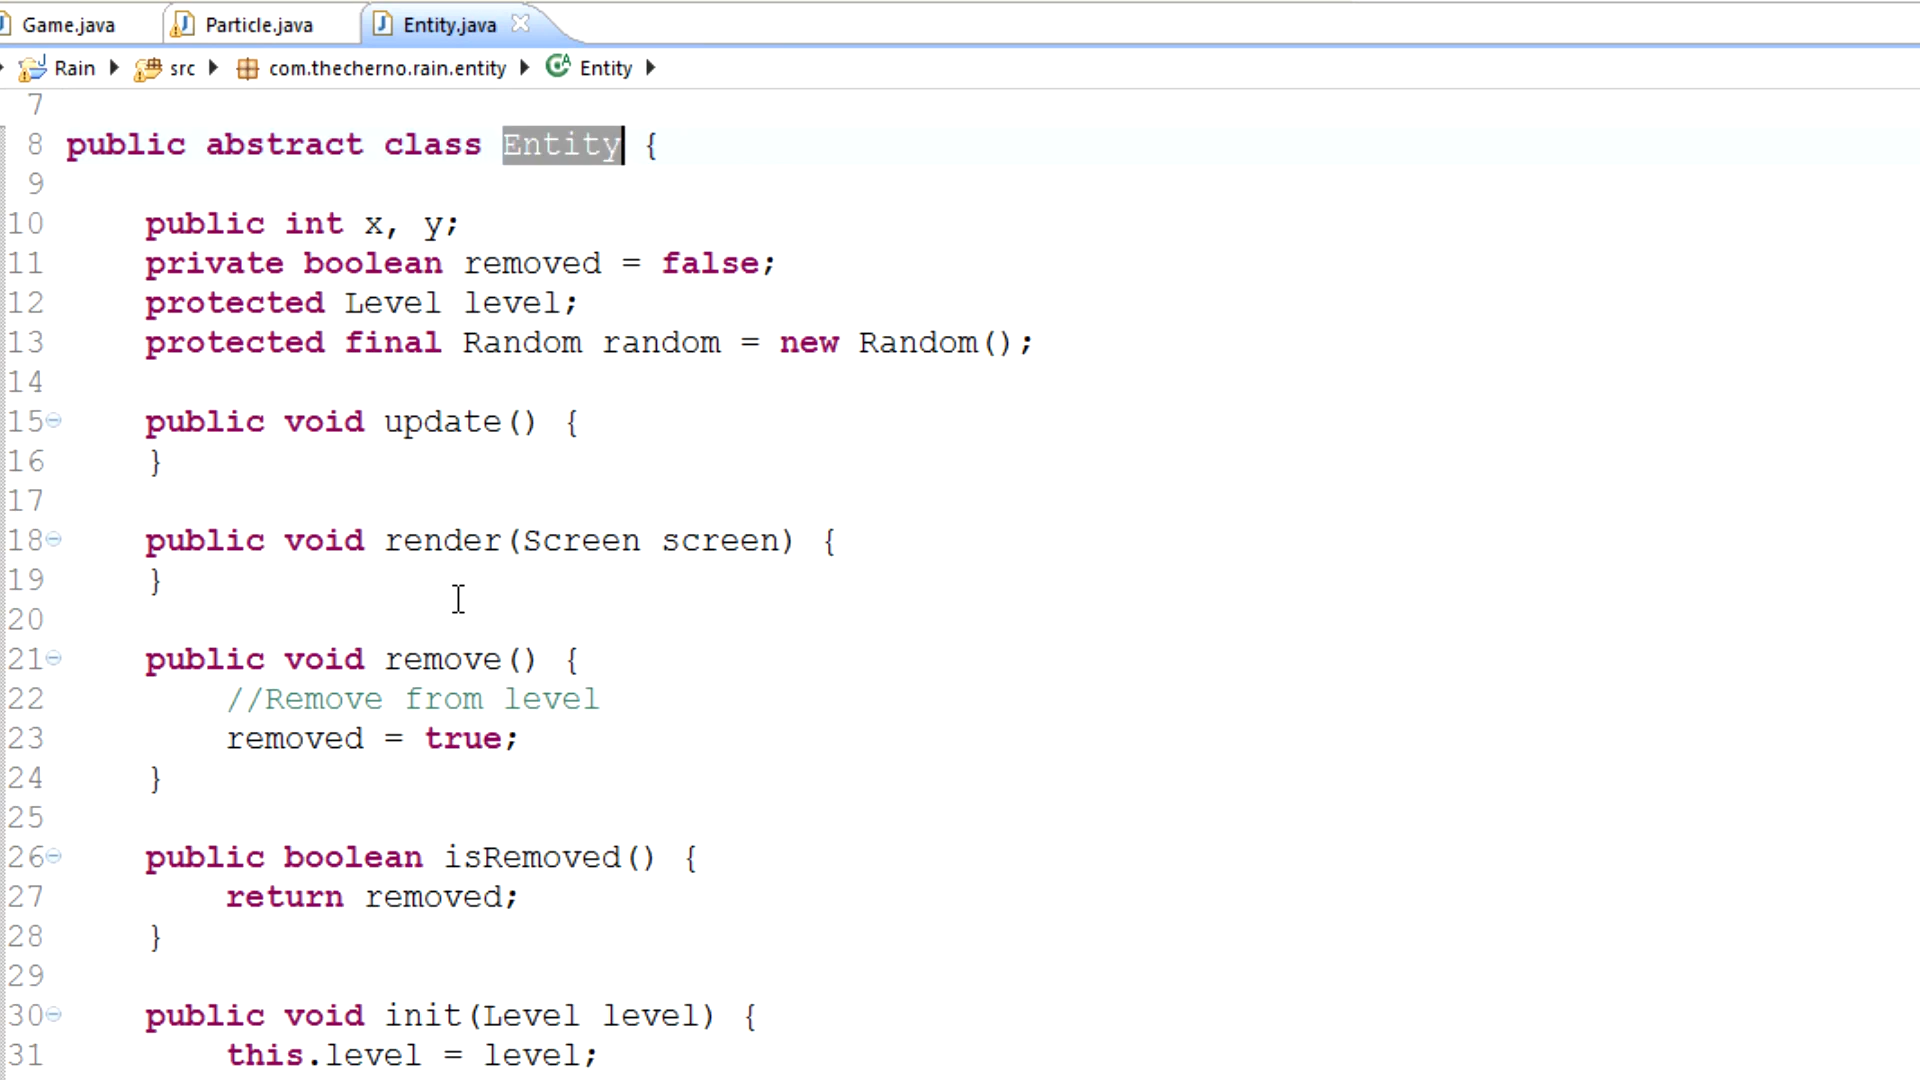 Game.java Particle.java Entity.java
Rain src com.thecherno.rain.entity Entity
7
8 public abstract class Entity {
9
10 public int x, y;
11 private boolean removed = false;
12 protected Level level;
13 protected final Random random = new Random();
14
15 public void update() {
16 }
17
18 public void render(Screen screen) {
19 }
20
21 public void remove() {
22 //Remove from level
23 removed = true;
24 }
25
26 public boolean isRemoved() {
27 return removed;
28 }
29
30 public void init(Level level) {
31 this.level = level;